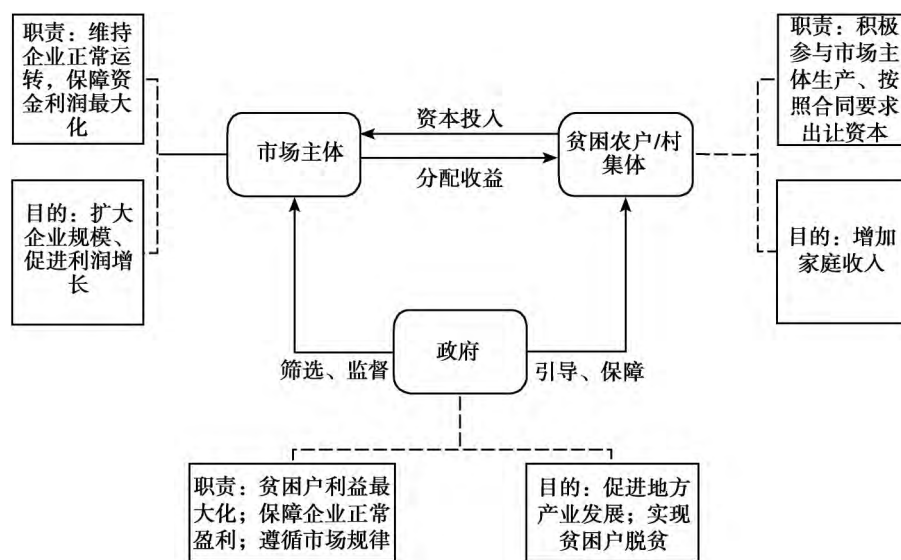 职责：维持
企业正常运
转，保障资
金利润最大
化
目的：扩大
企业规模、
促进利润增
长
市场主体
资本投入
分配收益
贫困农户/村
集体
职责：积极
参与市场主
体生产、按
照合同要求
出让资本
目的：增加
家庭收入
政府
筛选、监督
引导、保障
职责：贫困户利益最
大化；保障企业正常
盈利；遵循市场规律
目的：促进地方
产业发展；实现
贫困户脱贫